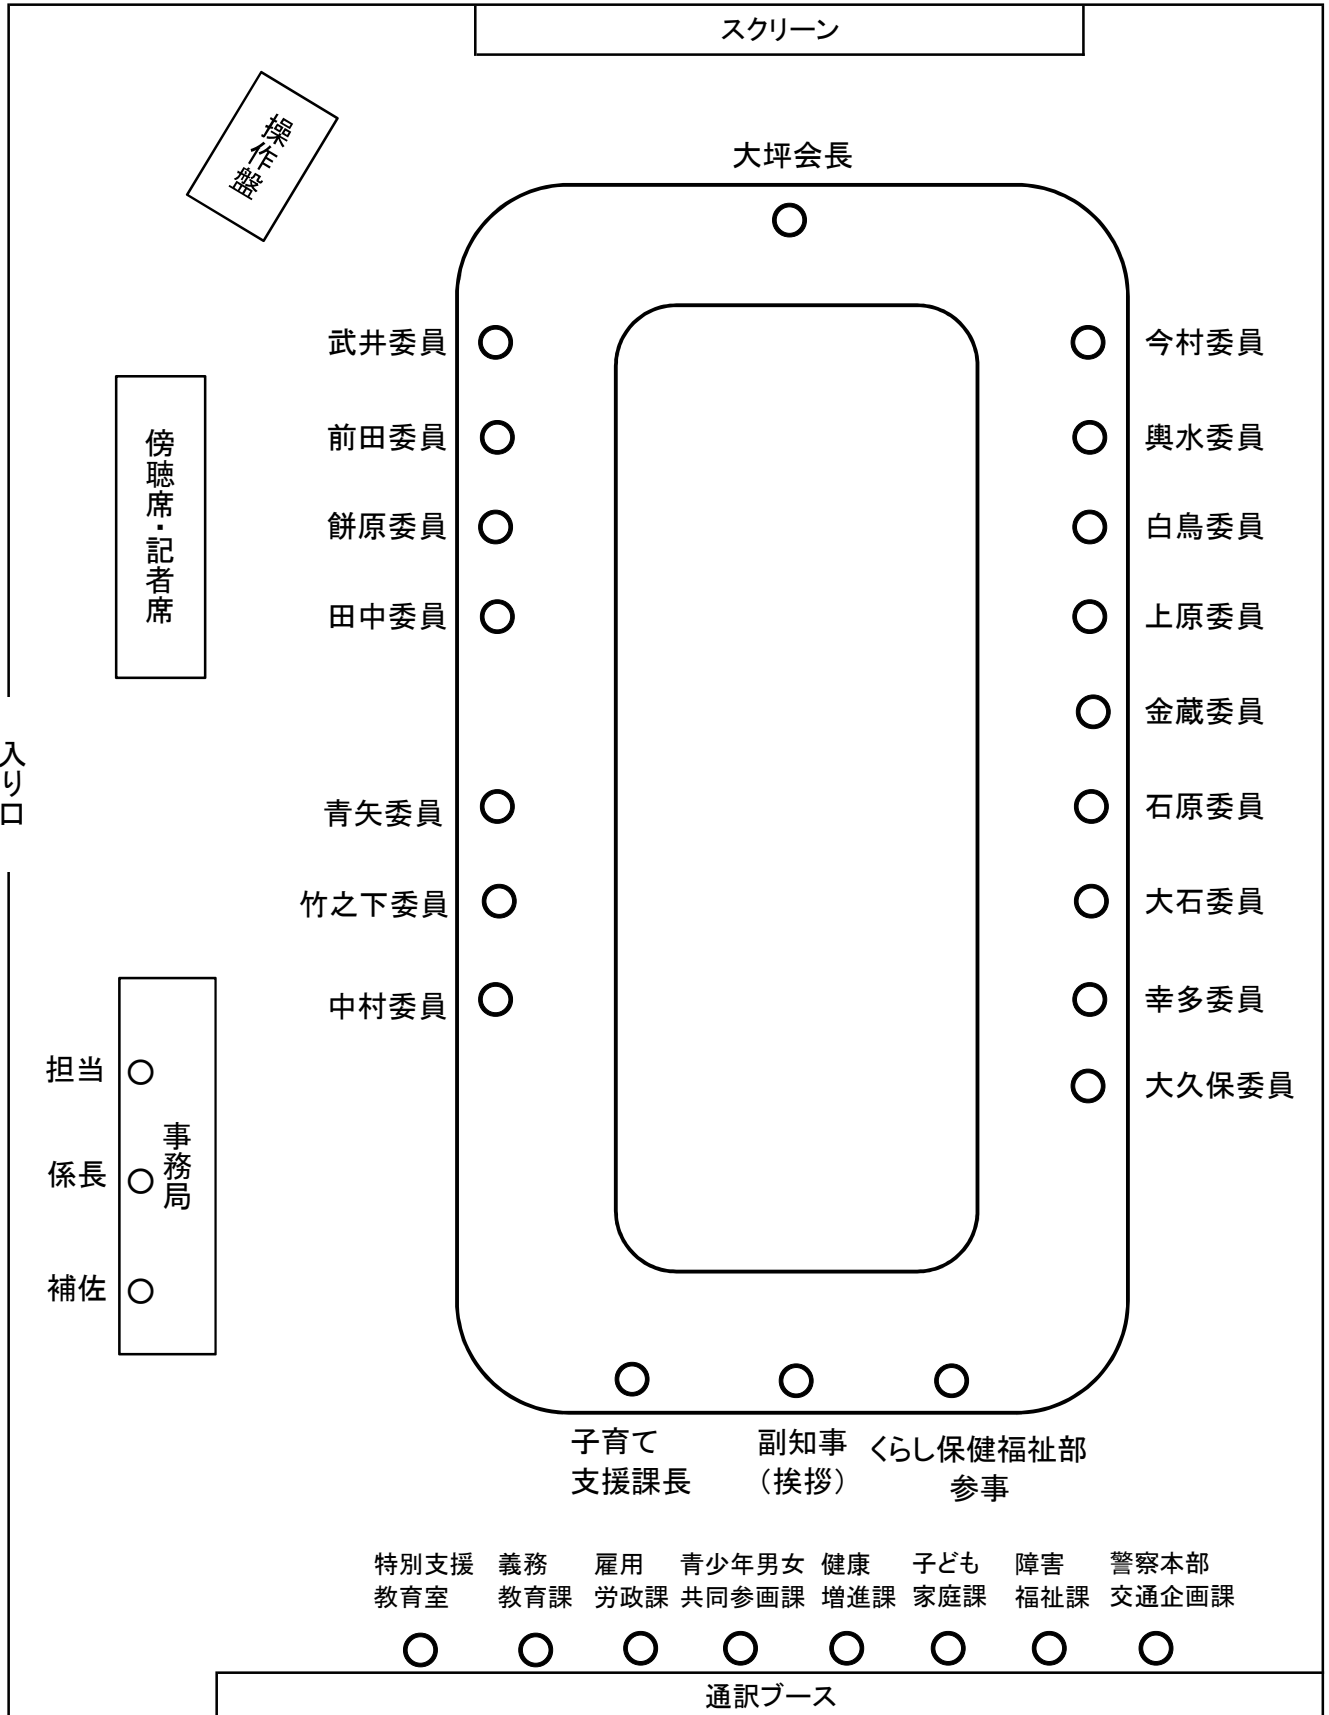 スクリーン
操作盤
大坪会長
武井委員
今村委員
前田委員
輿水委員
傍聴席・記者席
餅原委員
白鳥委員
田中委員
上原委員
金蔵委員
入り口
青矢委員
石原委員
竹之下委員
大石委員
中村委員
幸多委員
担当
大久保委員
事務局
係長
補佐
子育て
支援課長
副知事
（挨拶）
くらし保健福祉部
参事
特別支援
教育室
義務
教育課
雇用
労政課
青少年男女
共同参画課
健康
増進課
子ども
家庭課
障害
福祉課
警察本部
交通企画課
通訳ブース